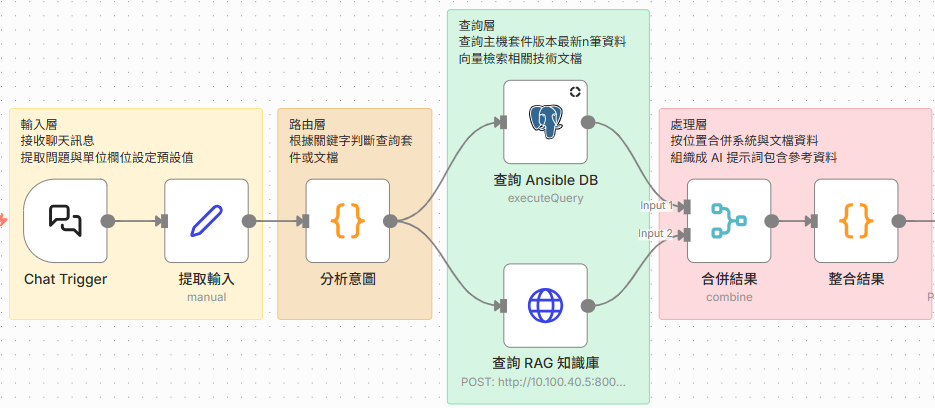 輸入層
接收聊天訊息
提取問題與單位欄位設定預設值
Chat Trigger
提取輸入
manual
路由層
根據關鍵字判斷查詢套
件或文檔
分析意圖
查詢層
查詢主機套件版本最新n筆資料
向量檢索相關技術文檔
查詢 Ansible DB
executeQuery
查詢 RAG 知識庫
POST: http://10.100.40.5:800...
處理層
按位置合併系統與文檔資料
組織成 AI 提示詞包含參考資料
Input 1
Input 2
合併結果
combine
整合結果
P